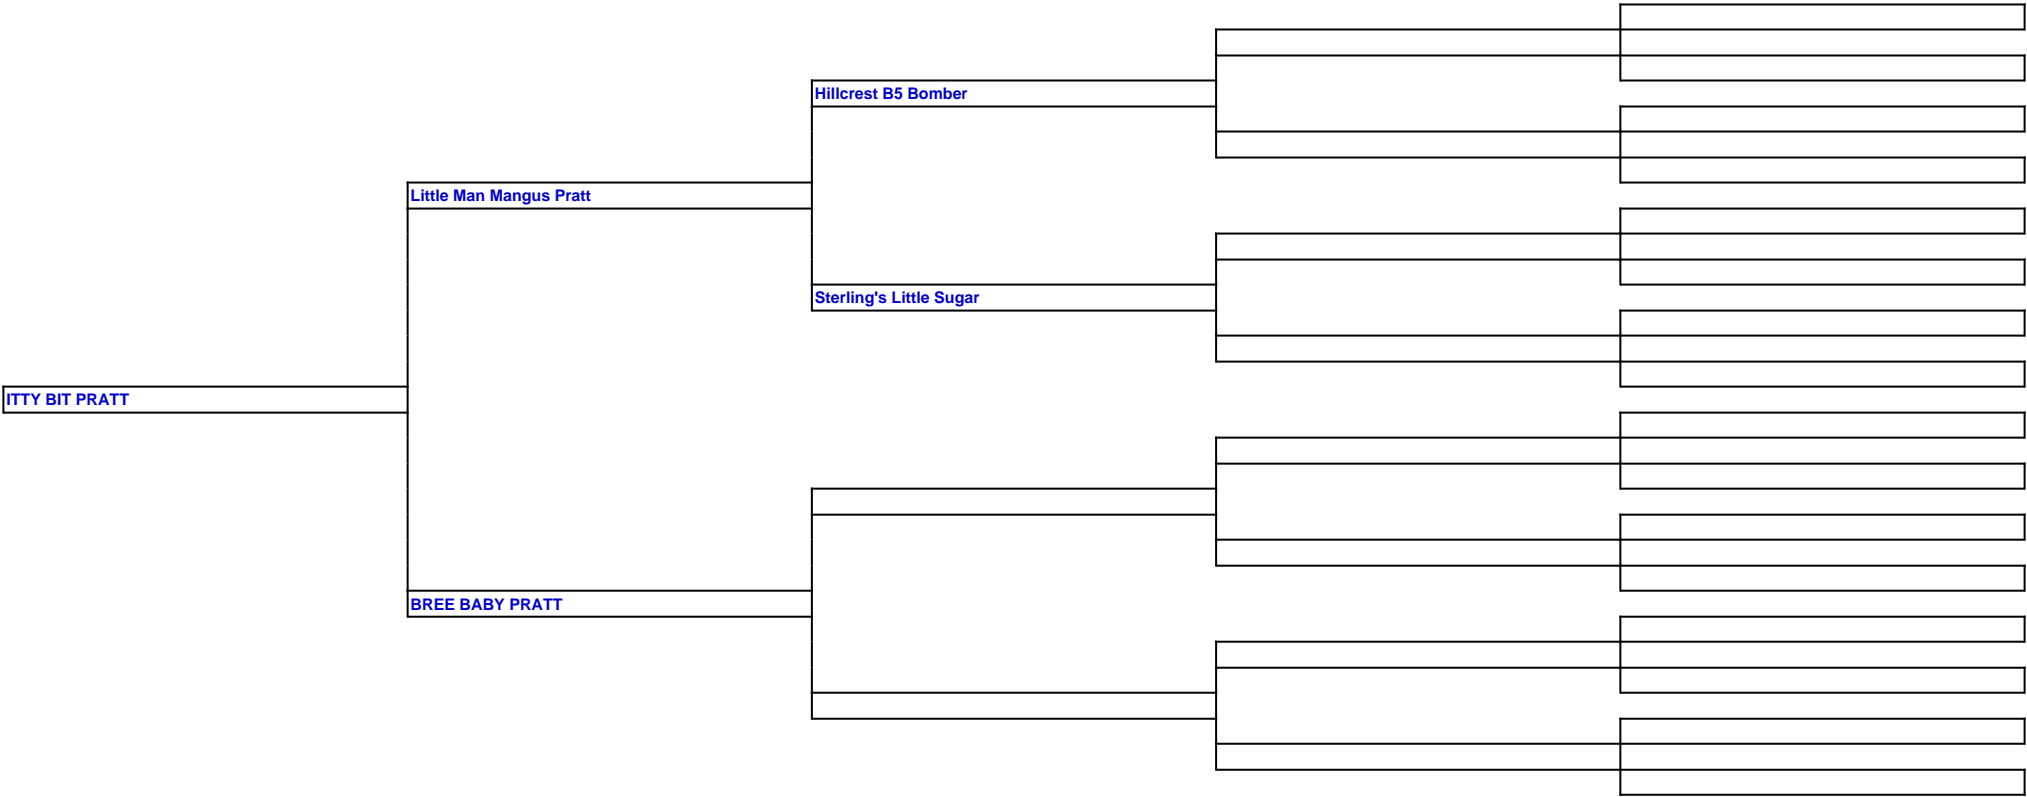 Hillcrest B5 Bomber
Little Man Mangus Pratt
Sterling's Little Sugar
ITTY BIT PRATT
BREE BABY PRATT